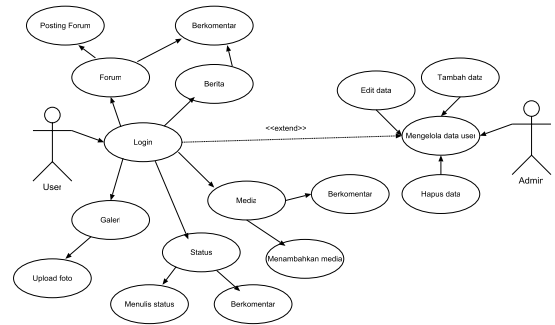 Posting Forum
Berkomentar
Forum
Berita
Tambah data
Edit data
<<extend>>
Login
Mengelola data user
User
Admin
Media
Berkomentar
Hapus data
Galeri
Status
Menambahkan media
Upload foto
Menulis status
Berkomentar